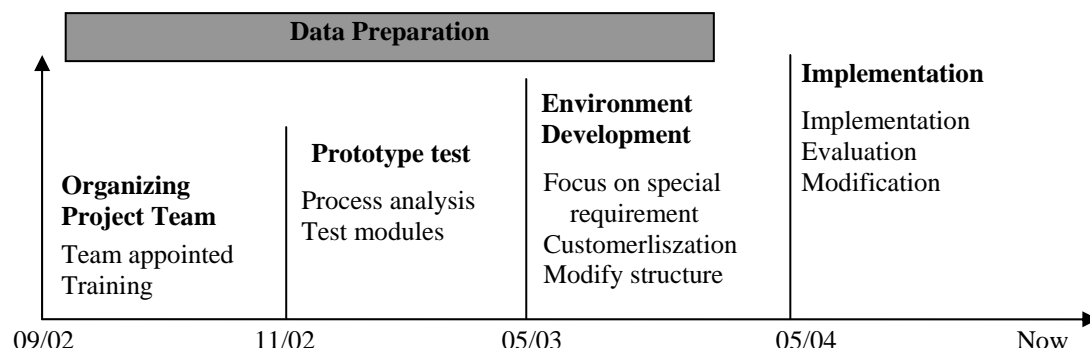 Data Preparation
Organizing
Project Team
Team appointed
Training
Prototype test
Process analysis
Test modules
Environment
Development
Focus on special
requirement
Customerliszation
Modify structure
Implementation
Implementation
Evaluation
Modification
09/02
11/02
05/03
05/04
Now